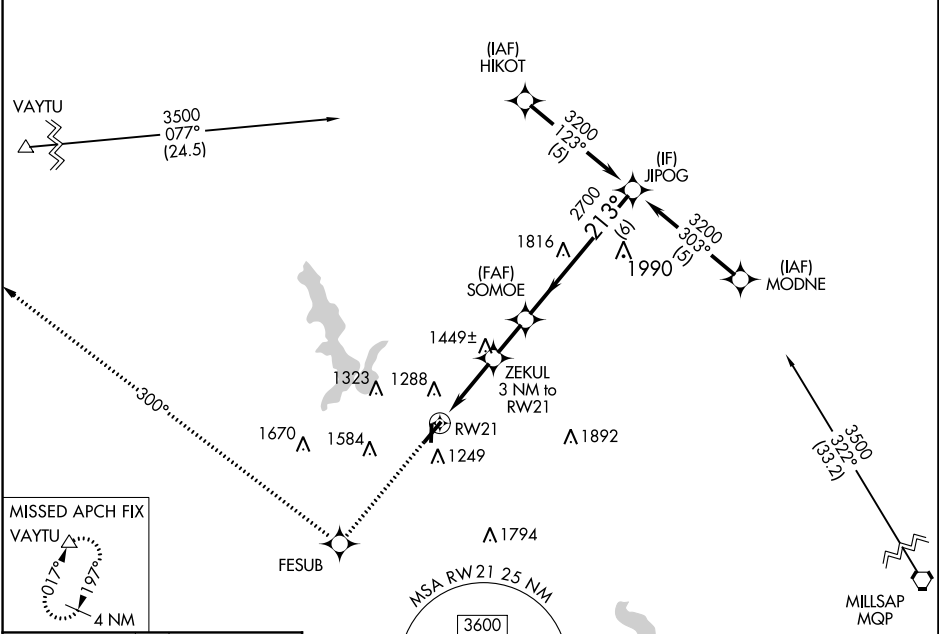 (IAF)
HIKOT
VAYTU
3500
077°
(24.5)
3200
123°
(5)
(IF)
JIPOG
2700
213°
(6)
3200
303°
(5)
1816
1990
(IAF)
MODNE
(FAF)
SOMOE
1449±
ZEKUL
3 NM to
RW21
1323
1288
300°
RW21
1670
1584
1249
1892
3500
322°
(33.2)
MISSED APCH FIX
VAYTU
017°
197°
4 NM
FESUB
1794
MSA RW21 25 NM
3600
MILLSAP
MQP